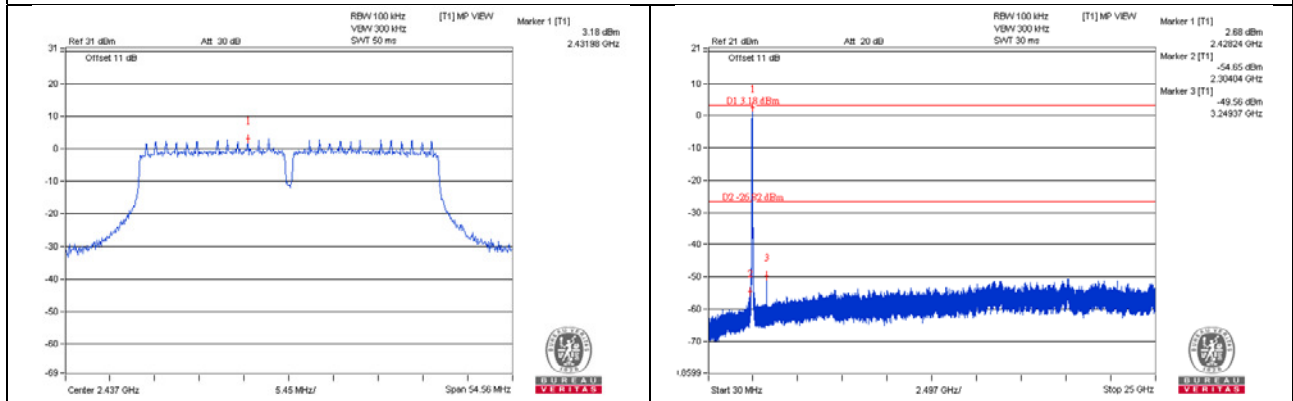 RBW 100 kHz [T1] MP VIEW
VBW 300 kHz
Ref 31 dBm Att 30 dB SWT 50 ms
Marker 1 [T1]
3.18 dBm
2.43198 GHz
31
Offset 11 dB
20
10
1
0
-10
-20
-30
-40
-50
-60
-69
Center 2.437 GHz 5.45 MHz/ Span 54.56 MHz
BUREAU
VERITAS
RBW 100 kHz [T1] MP VIEW
VBW 300 kHz
Ref 21 dBm Att 20 dB SWT 30 ms
Marker 1 [T1]
2.68 dBm
2.42824 GHz
Marker 2 [T1]
-54.65 dBm
2.30404 GHz
Marker 3 [T1]
-49.56 dBm
3.24937 GHz
21
Offset 11 dB
10
1
D1 3.18 dBm
0
-10
-20
D2 -26.82 dBm
-30
-40
3
-50
2
-60
-70
Start 30 MHz 2.497 GHz/ Stop 25 GHz
BUREAU
VERITAS